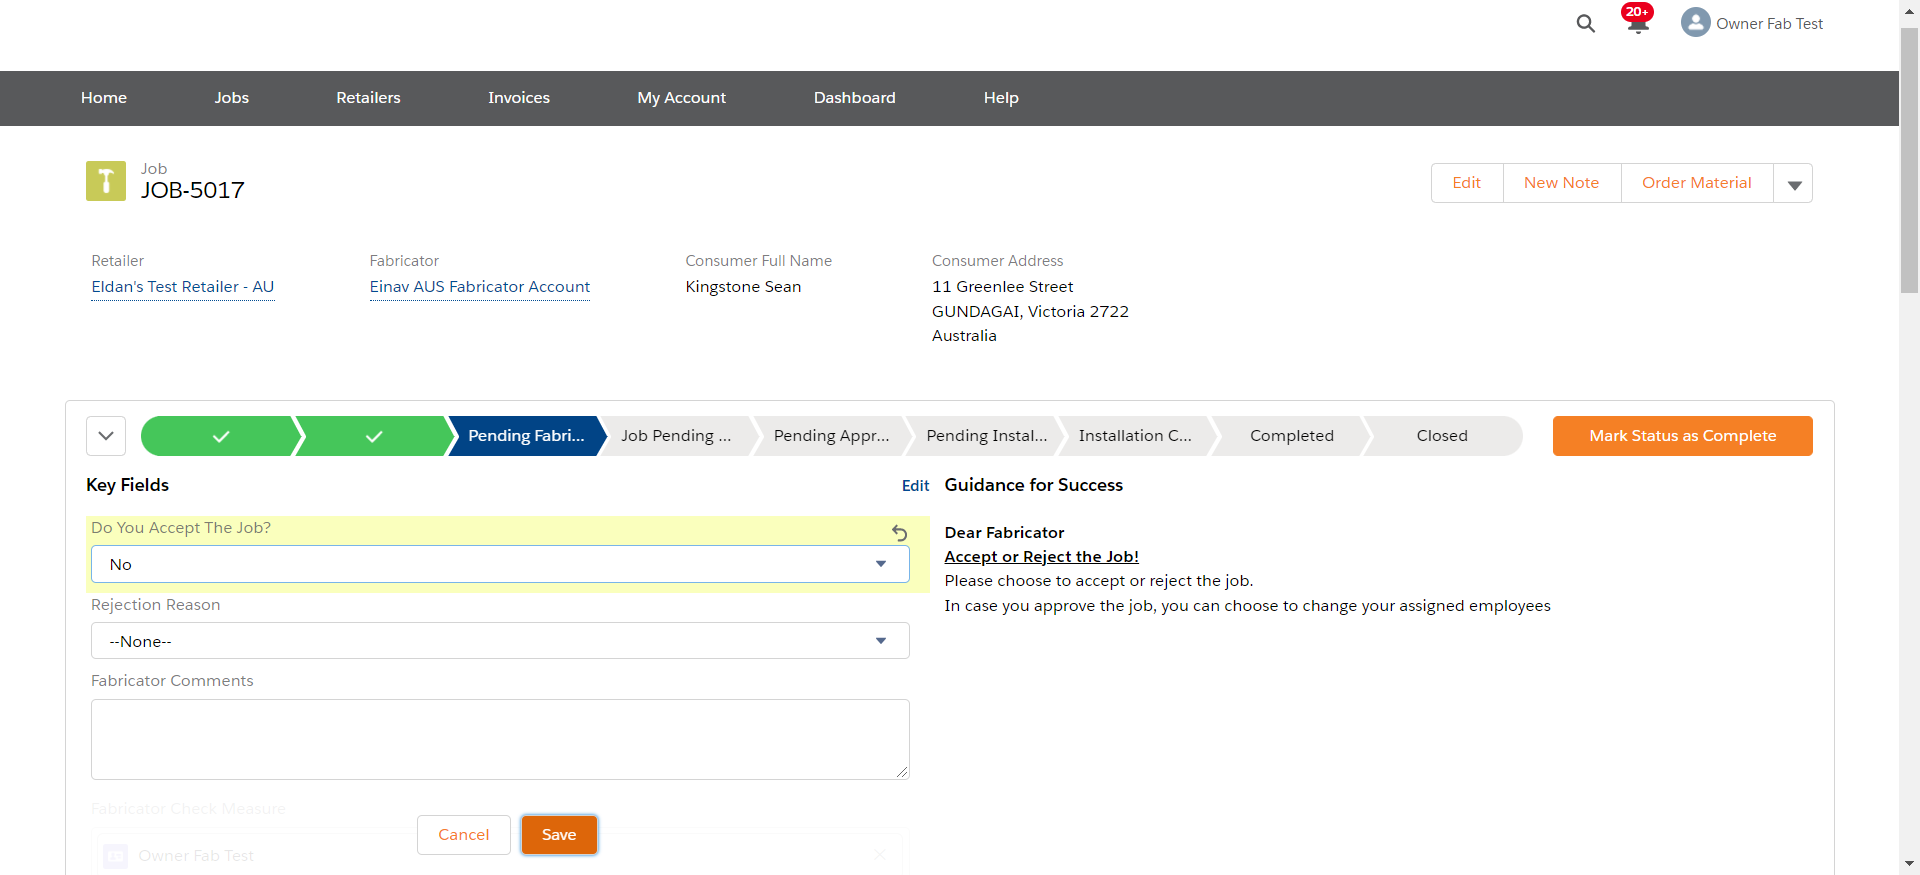 20+
Owner Fab Test
Home Jobs Retailers Invoices My Account Dashboard Help
Job
JOB-5017
Edit New Note Order Material
Retailer Fabricator Consumer Full Name Consumer Address
Eldan's Test Retailer - AU Einav AUS Fabricator Account Kingstone Sean 11 Greenlee Street
GUNDAGAI, Victoria 2722
Australia
Pending Fabri... Job Pending ... Pending Appr... Pending Instal... Installation C... Completed Closed Mark Status as Complete
Key Fields Edit
Do You Accept The Job?
No
Rejection Reason
--None--
Fabricator Comments
Fabricator Check Measure
Owner Fab Test
Cancel Save
Guidance for Success
Dear Fabricator
Accept or Reject the Job!
Please choose to accept or reject the job.
In case you approve the job, you can choose to change your assigned employees